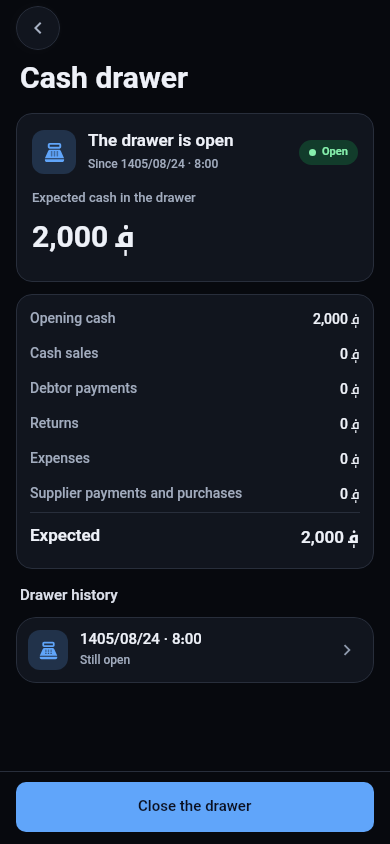 Cash drawer
The drawer is open
Since 1405/08/24 · 8:00
Open
Expected cash in the drawer
2,000 ؋
Opening cash
2,000 ؋
Cash sales
0 ؋
Debtor payments
0 ؋
Returns
0 ؋
Expenses
0 ؋
Supplier payments and purchases
0 ؋
Expected
2,000 ؋
Drawer history
1405/08/24 · 8:00
Still open
Close the drawer